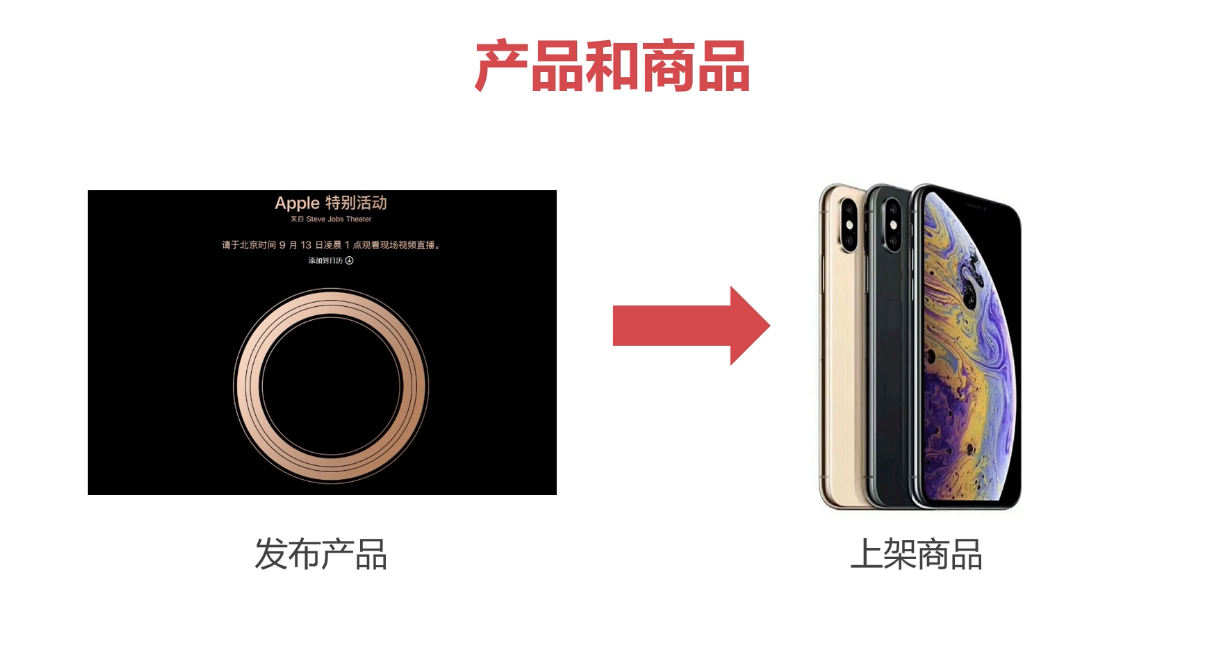 产品和商品
Apple 特别活动
来自 Steve Jobs Theater
请于北京时间 9 月 13 日凌晨 1 点观看现场视频直播。
添加到日历
发布产品
上架商品